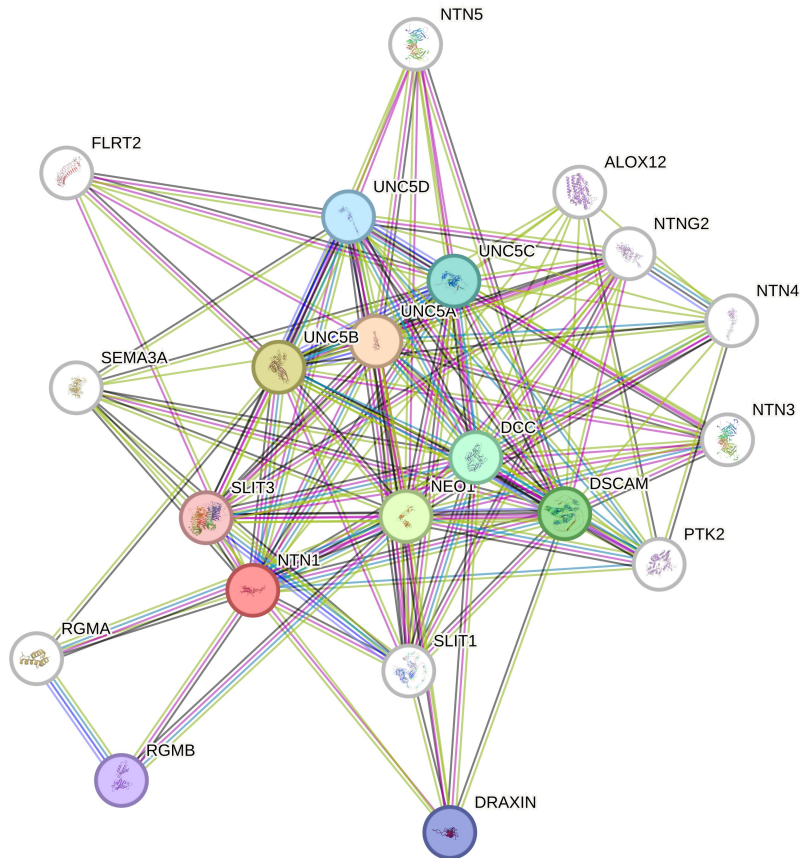 NTN5
FLRT2
ALOX12
UNC5D
NTNG2
UNC5C
NTN4
UNC5A
UNC5B
SEMA3A
NTN3
DCC
SLIT3
NEO1
DSCAM
PTK2
NTN1
RGMA
SLIT1
RGMB
DRAXIN